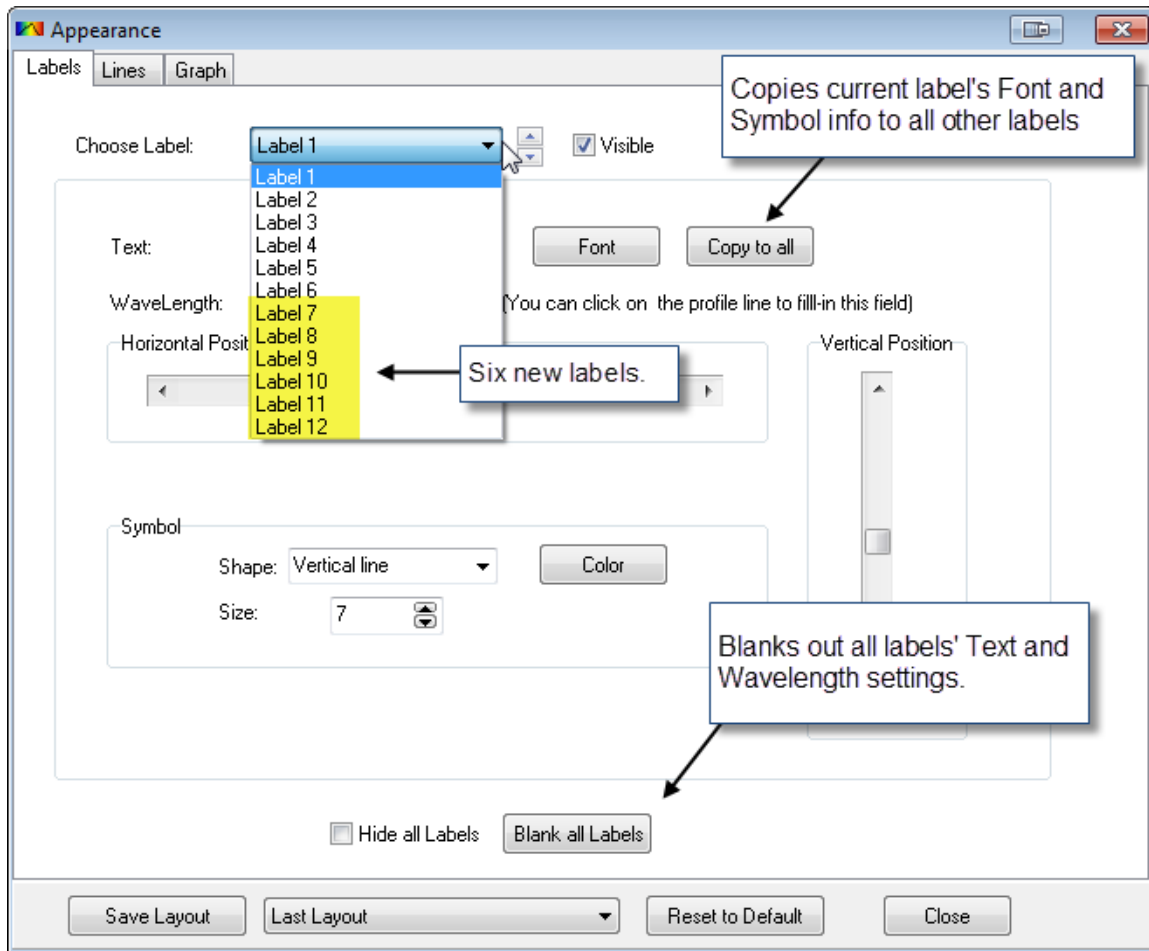 Appearance
Labels Lines Graph
Copies current label's Font and
Symbol info to all other labels
Choose Label: Label 1 Visible
Label 1
Label 2
Label 3
Label 4
Label 5
Label 6
Label 7
Label 8
Label 9
Label 10
Label 11
Label 12
Text: Font Copy to all
WaveLength: (You can click on the profile line to filll-in this field)
Horizontal Posit
Six new labels.
Vertical Position
Symbol
Shape: Vertical line Color
Size: 7
Blanks out all labels' Text and
Wavelength settings.
Hide all Labels Blank all Labels
Save Layout Last Layout Reset to Default Close